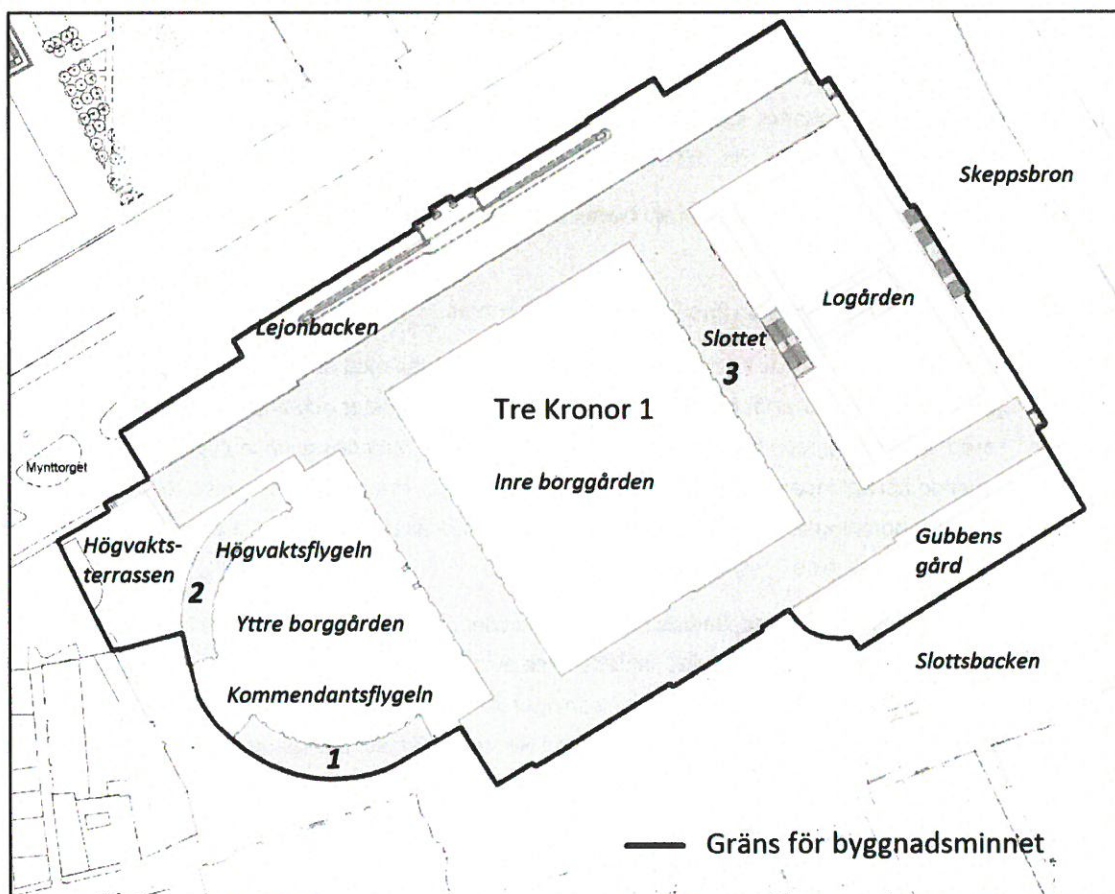 Skeppsbron
Logården
Lejonbacken
Slottet
3
Tre Kronor 1
Mynttorget
Inre borggården
Högvakts-
terrassen
Högvaktsflygeln
2
Gubbens
gård
Yttre borggården
Slottsbacken
Kommendantsflygeln
1
Gräns för byggnadsminnet